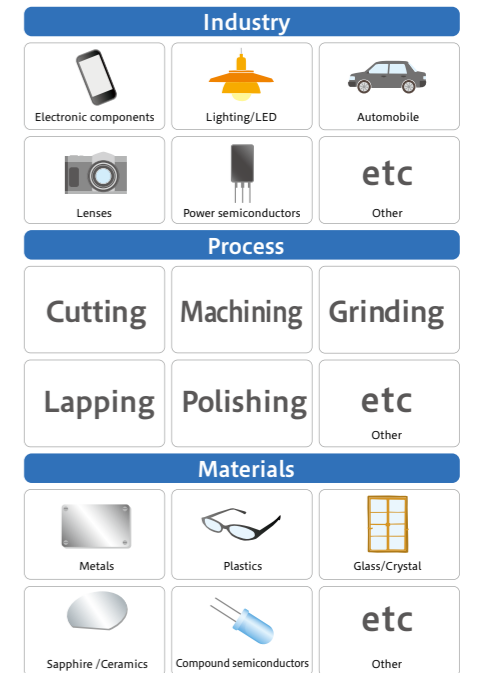 Industry
Electronic components
Lighting/LED
Automobile
Lenses
Power semiconductors
etc
Other
Process
Cutting
Machining
Grinding
Lapping
Polishing
etc
Other
Materials
Metals
Plastics
Glass/Crystal
Sapphire /Ceramics
Compound semiconductors
etc
Other